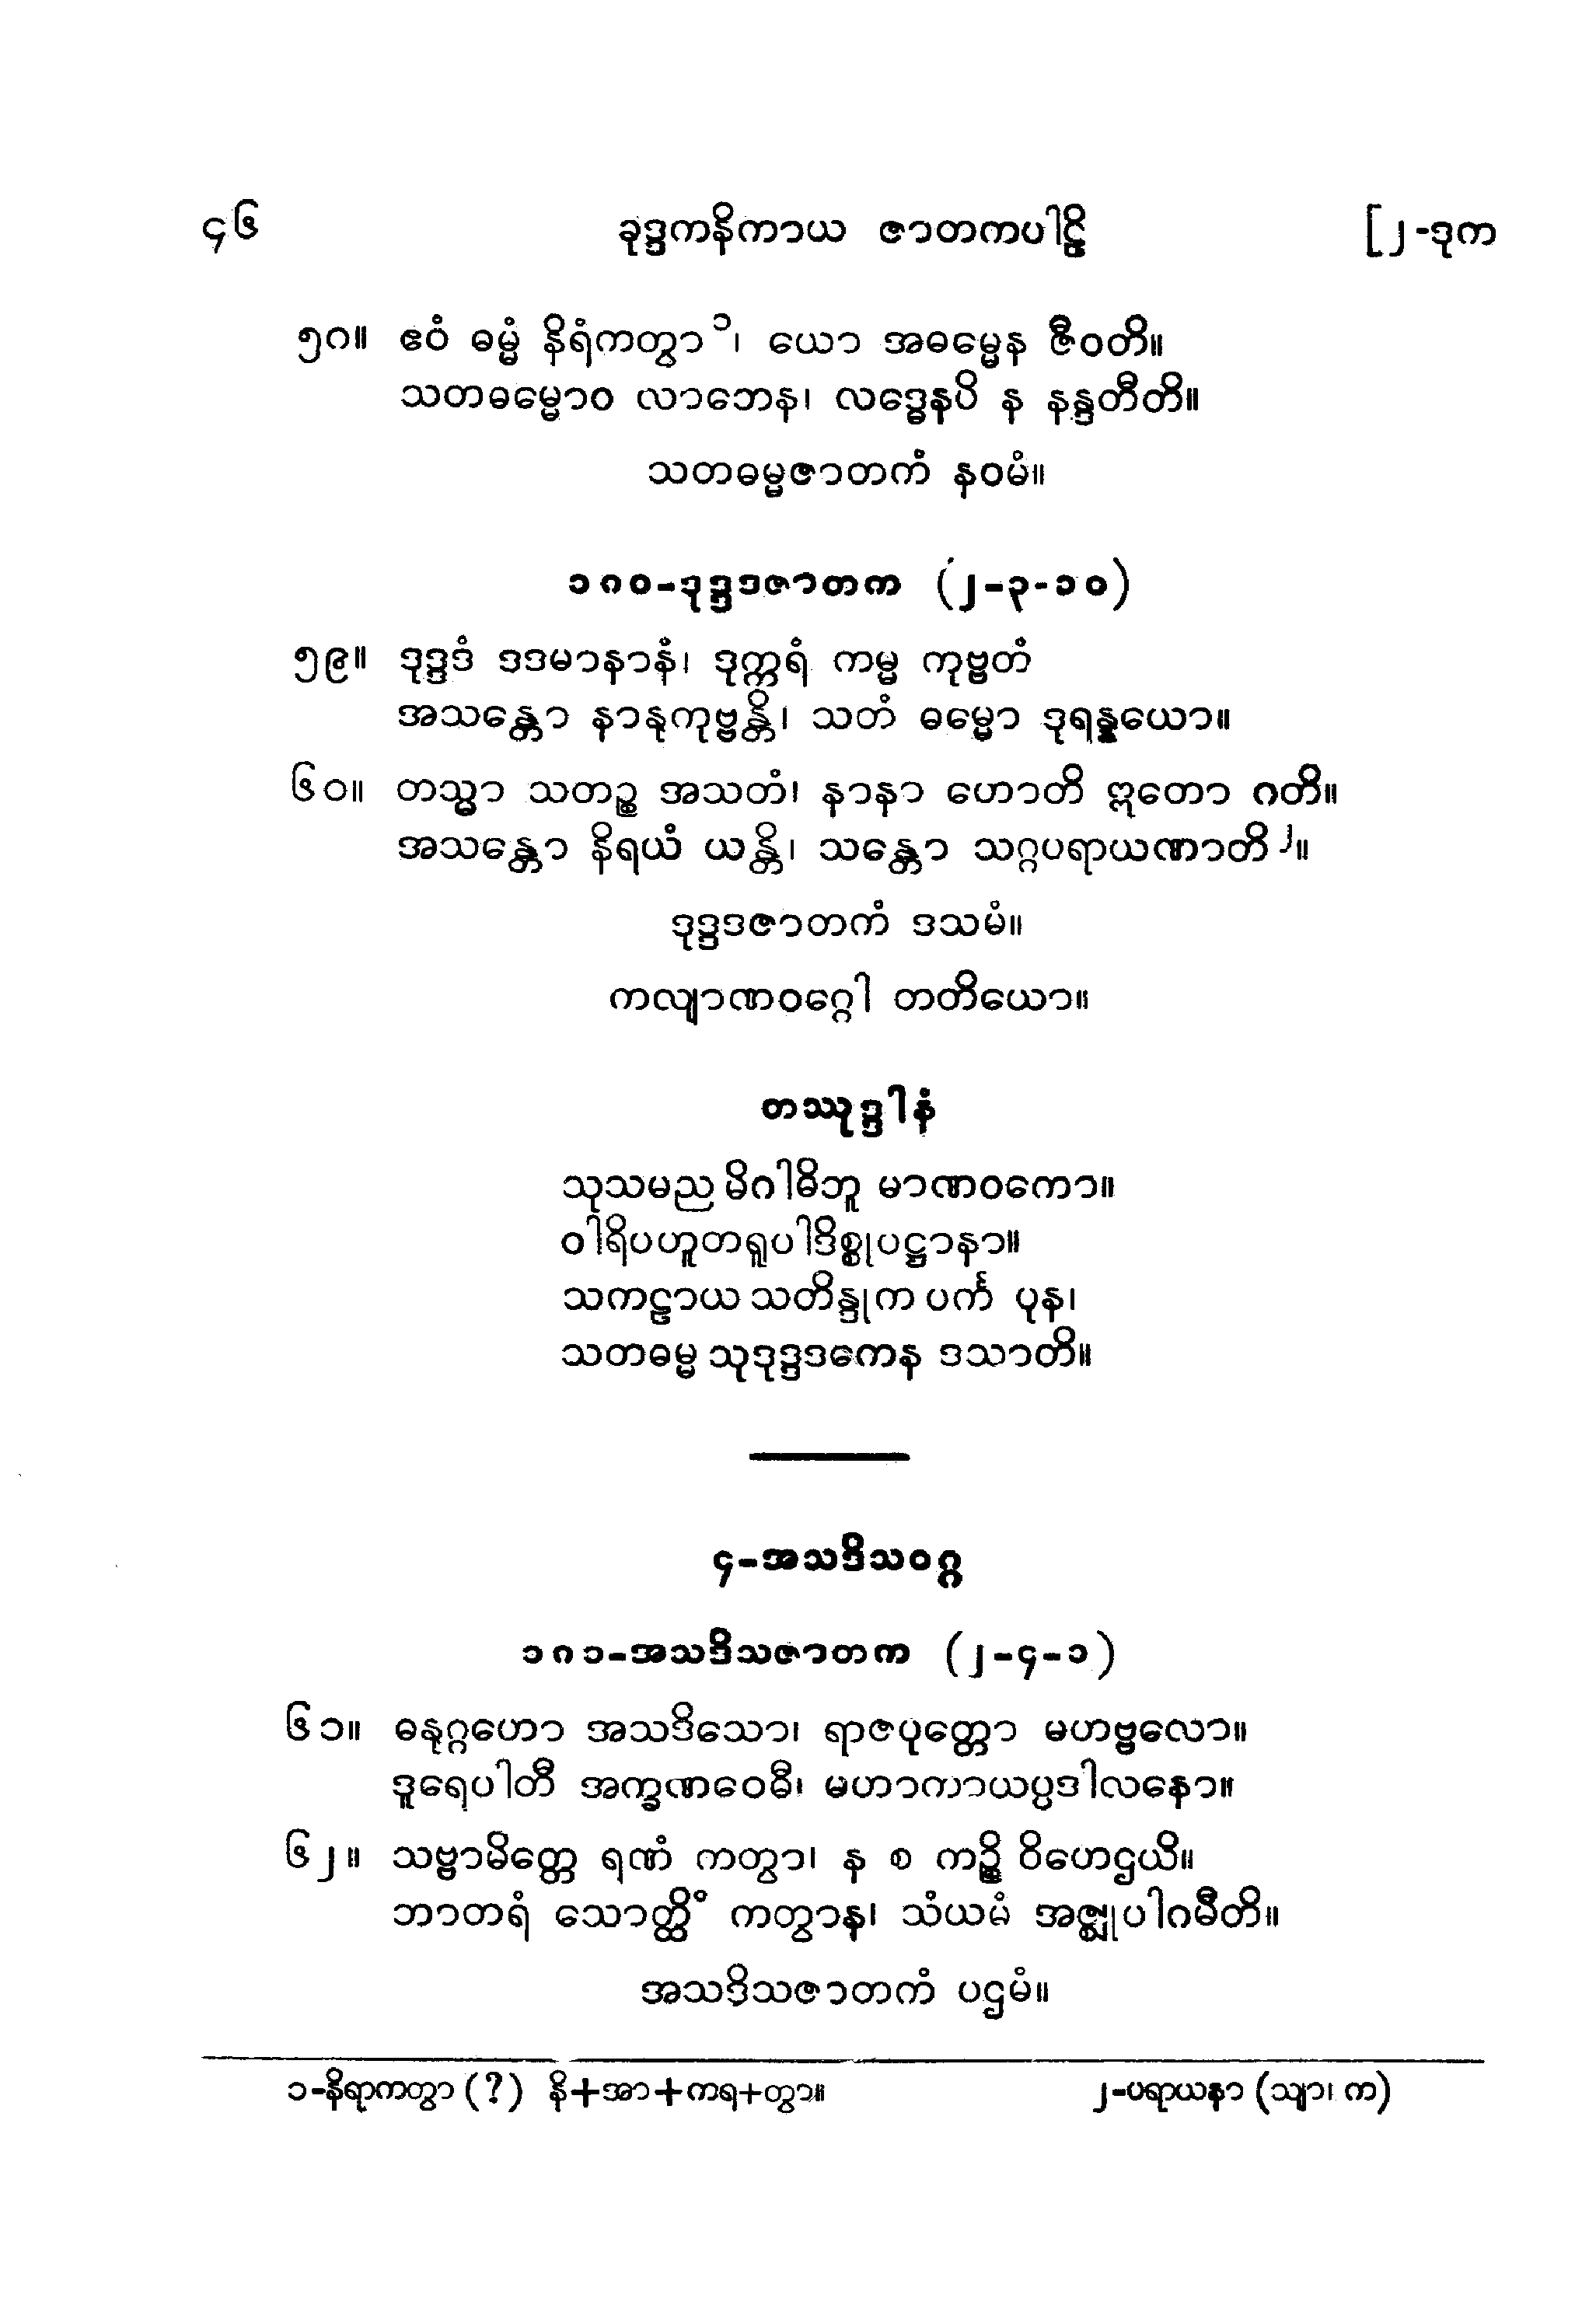 ၄၆ ခုဒ္ဒကနိကာယ ဇာတကပါဠိ [၂-ဒုက
၅၈။ ဧဝံ ဓမ္မံ နိရံကတွာ ၁၊ ယော အဓမ္မေန ဇီဝတိ။
သတဓမ္မောဝ လာဘေန၊ လဒ္ဓေနပိ န နန္ဒတီတိ။
သတဓမ္မဇာတကံ နဝမံ။
၁၈၀-ဒုဒ္ဒဒဇာတက (၂-၃-၁၀)
၅၉။ ဒုဒ္ဒဒံ ဒဒမာနာနံ၊ ဒုက္ကရံ ကမ္မ ကုဗ္ဗတံ
အသန္တော နာနုကုဗ္ဗန္တိ၊ သတံ ဓမ္မော ဒုရန္နယော။
၆၀။ တသ္မာ သတဉ္စ အသတံ၊ နာနာ ဟောတိ ဣတော ဂတိ။
အသန္တော နိရယံ ယန္တိ၊ သန္တော သဂ္ဂပရာယဏာတိ ၂။
ဒုဒ္ဒဒဇာတကံ ဒသမံ။
ကလျာဏဝဂ္ဂေါ တတိယော။
တဿုဒ္ဒါနံ
သုသမည မိဂါဓိဘူ မာဏဝကော။
ဝါရိပဟူတရူပါဒိစ္စုပဋ္ဌာနာ။
သကဠာယ သတိန္ဒုက ပင်္က ပုန၊
သတဓမ္မ သုဒုဒ္ဒဒကေန ဒသာတိ။
၄-အသဒိသဝဂ္ဂ
၁၈၁-အသဒိသဇာတက (၂-၄-၁)
၆၁။ ဓနုဂ္ဂဟော အသဒိသော၊ ရာဇပုတ္တော မဟဗ္ဗလော။
ဒူရေပါတီ အက္ခဏဝေဓီ၊ မဟာကာယပ္ပဒါလနော။
၆၂။ သဗ္ဗာမိတ္တေ ရဏံ ကတွာ၊ န စ ကဉ္စိ ဝိဟေဌယိ။
ဘာတရံ သောတ္ထိံ ကတွာန၊ သံယမံ အဇ္ဈုပါဂမီတိ။
အသဒိသဇာတကံ ပဌမံ။
၁-နိရာကတွာ (?) နိ+အာ+ကရ+တွာ။ ၂-ပရာယနာ (သျာ၊ က)